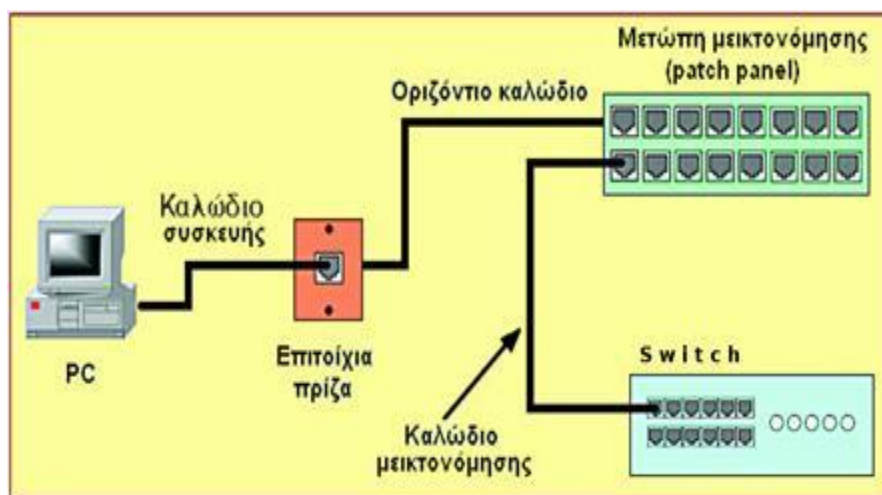 Μετώπη μεικτονόμησης
(patch panel)
Οριζόντιο καλώδιο
Καλώδιο
συσκευής
PC
Επιτοίχια
πρίζα
Switch
Καλώδιο
μεικτονόμησης